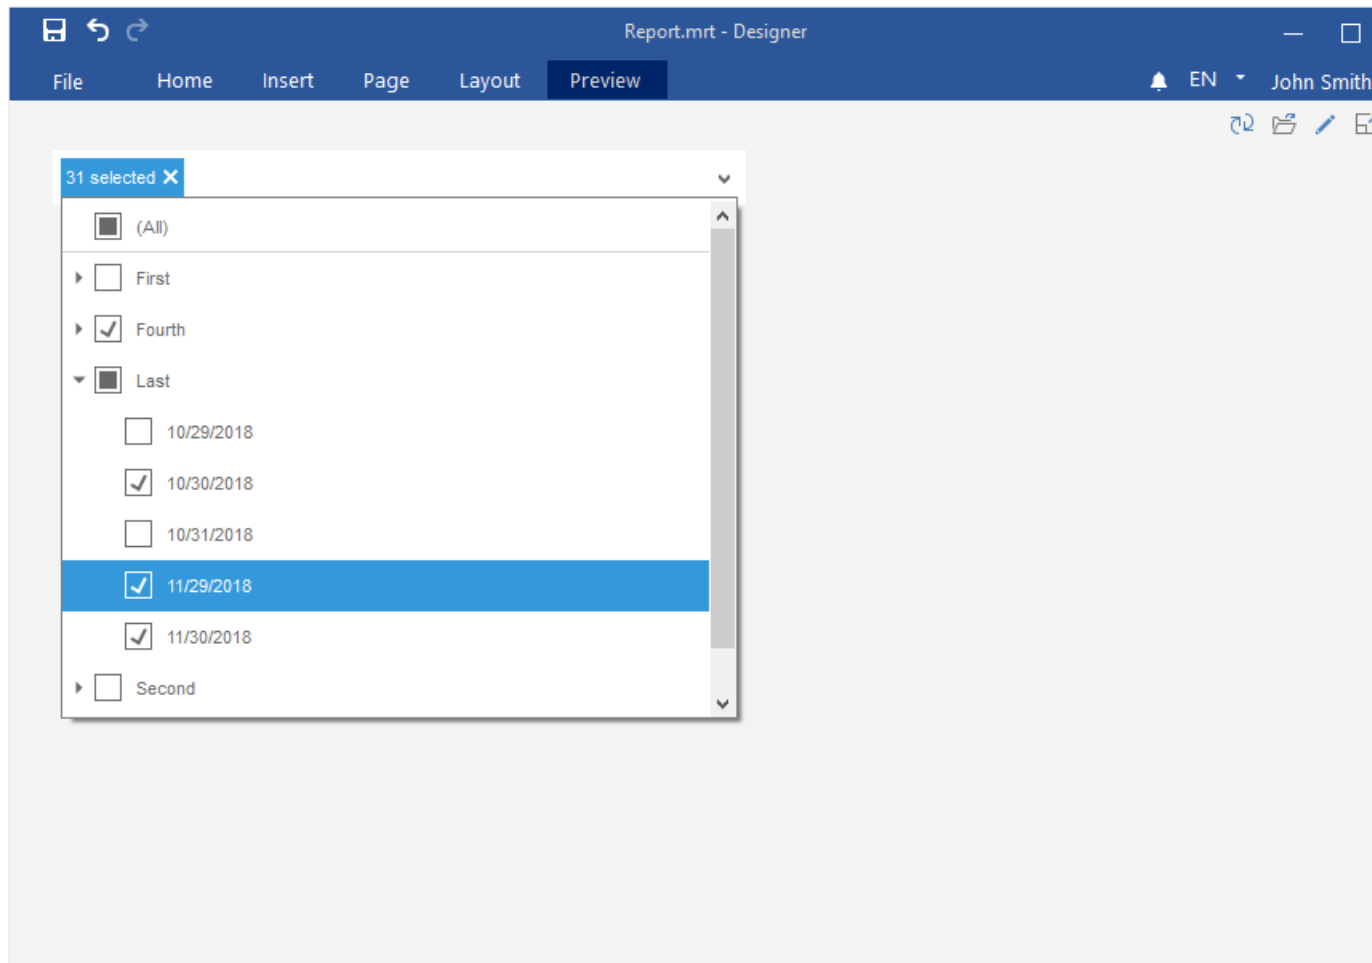 Report.mrt - Designer
File Home Insert Page Layout Preview EN John Smith
31 selected
(All)
First
Fourth
Last
10/29/2018
10/30/2018
10/31/2018
11/29/2018
11/30/2018
Second